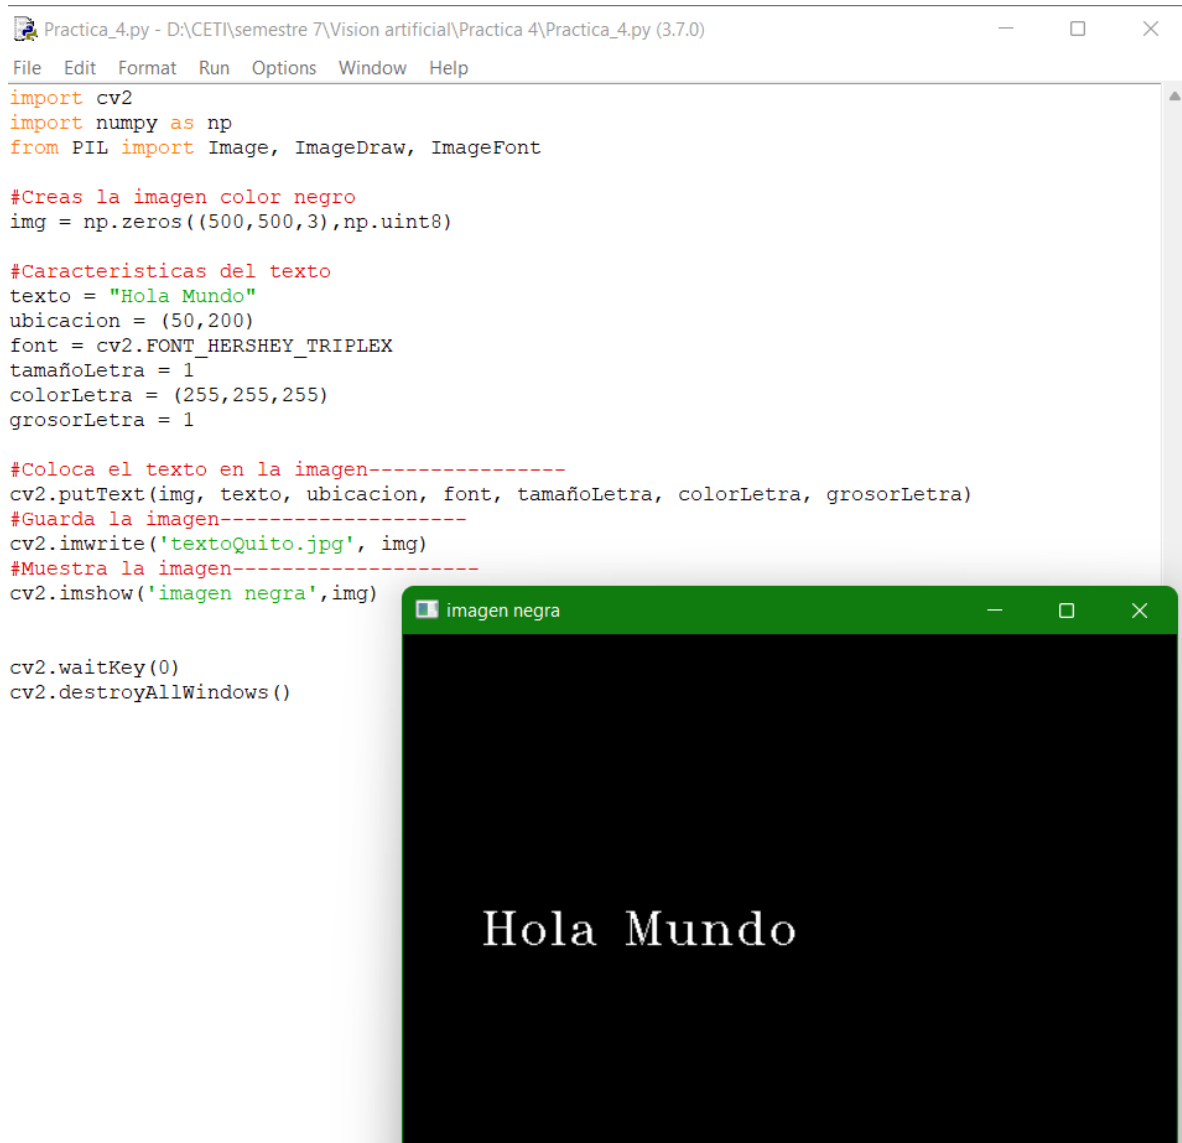 Practica_4.py - D:\CETI\semestre 7\Vision artificial\Practica 4\Practica_4.py (3.7.0)
File Edit Format Run Options Window Help
import cv2
import numpy as np
from PIL import Image, ImageDraw, ImageFont
#Creas la imagen color negro
img = np.zeros((500,500,3),np.uint8)
#Caracteristicas del texto
texto = "Hola Mundo"
ubicacion = (50,200)
font = cv2.FONT_HERSHEY_TRIPLEX
tamañoLetra = 1
colorLetra = (255,255,255)
grosorLetra = 1
#Coloca el texto en la imagen----------------
cv2.putText(img, texto, ubicacion, font, tamañoLetra, colorLetra, grosorLetra)
#Guarda la imagen--------------------
cv2.imwrite('textoQuito.jpg', img)
#Muestra la imagen--------------------
cv2.imshow('imagen negra',img)
cv2.waitKey(0)
cv2.destroyAllWindows()
imagen negra
Hola Mundo